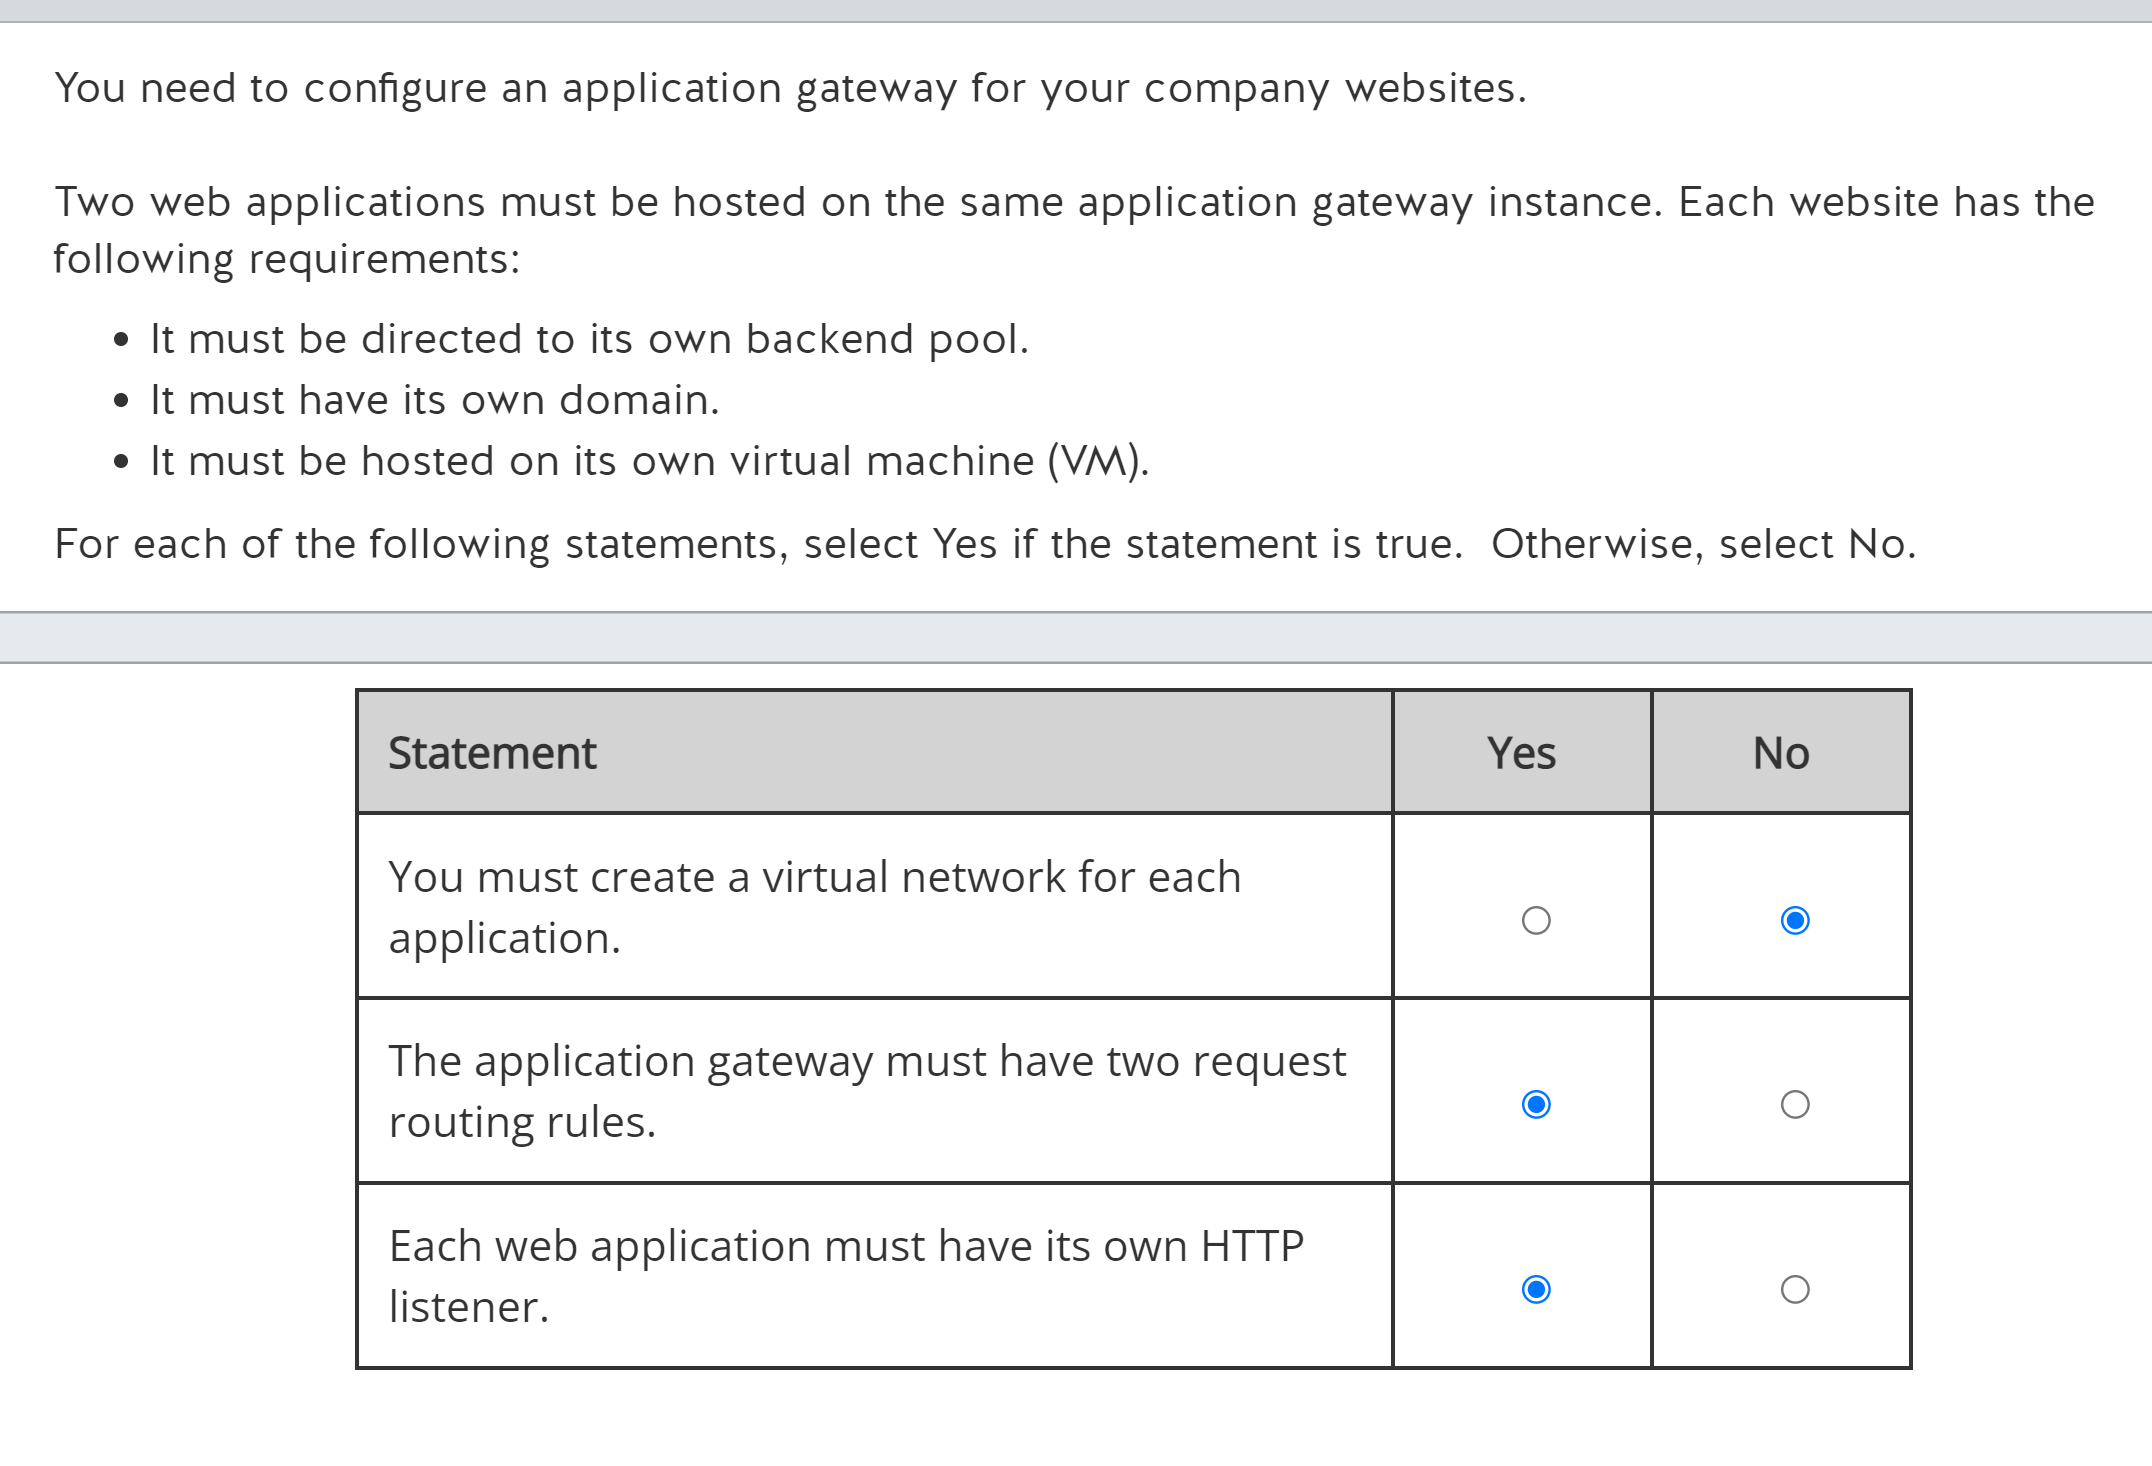 You need to configure an application gateway for your company websites.
Two web applications must be hosted on the same application gateway instance. Each website has the
following requirements:
• It must be directed to its own backend pool.
• It must have its own domain.
• It must be hosted on its own virtual machine (VM).
For each of the following statements, select Yes if the statement is true.  Otherwise, select No.
Statement Yes No
You must create a virtual network for each
application.
The application gateway must have two request
routing rules.
Each web application must have its own HTTP
listener.